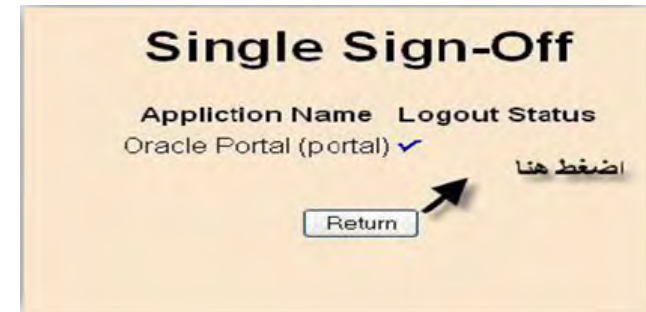 Single Sign-Off
Appliction Name Logout Status
Oracle Portal (portal)
اضغط هنا
Return